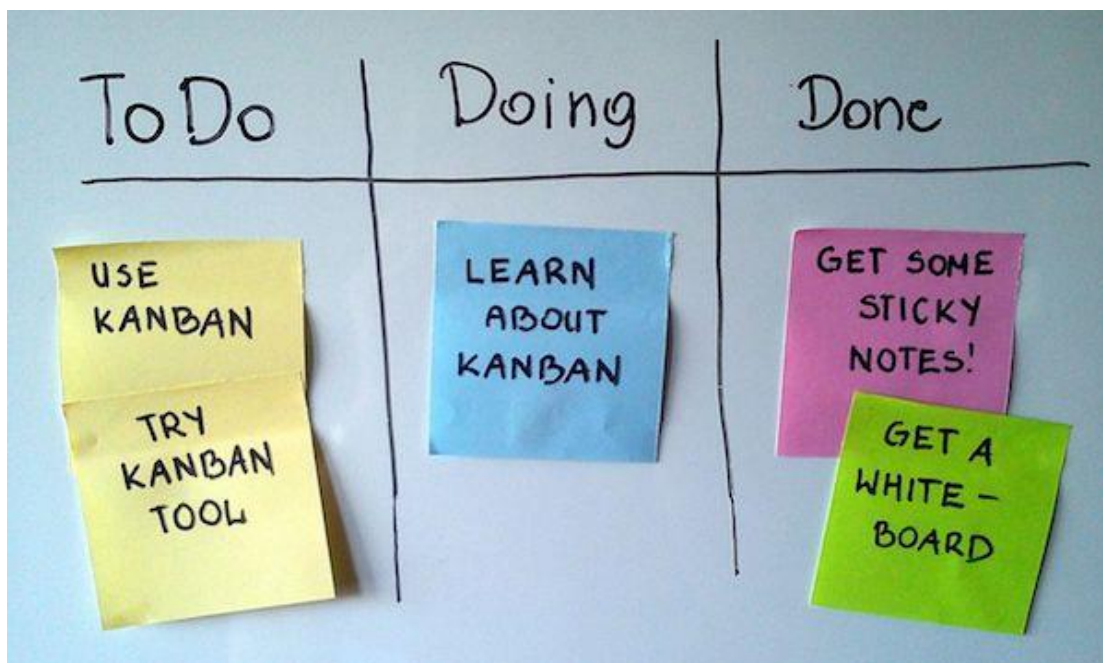 ToDo
Doing
Done
USE
KANBAN
TRY
KANBAN
TOOL
LEARN
ABOUT
KANBAN
GET SOME
STICKY
NOTES!
GET A
WHITE-
BOARD